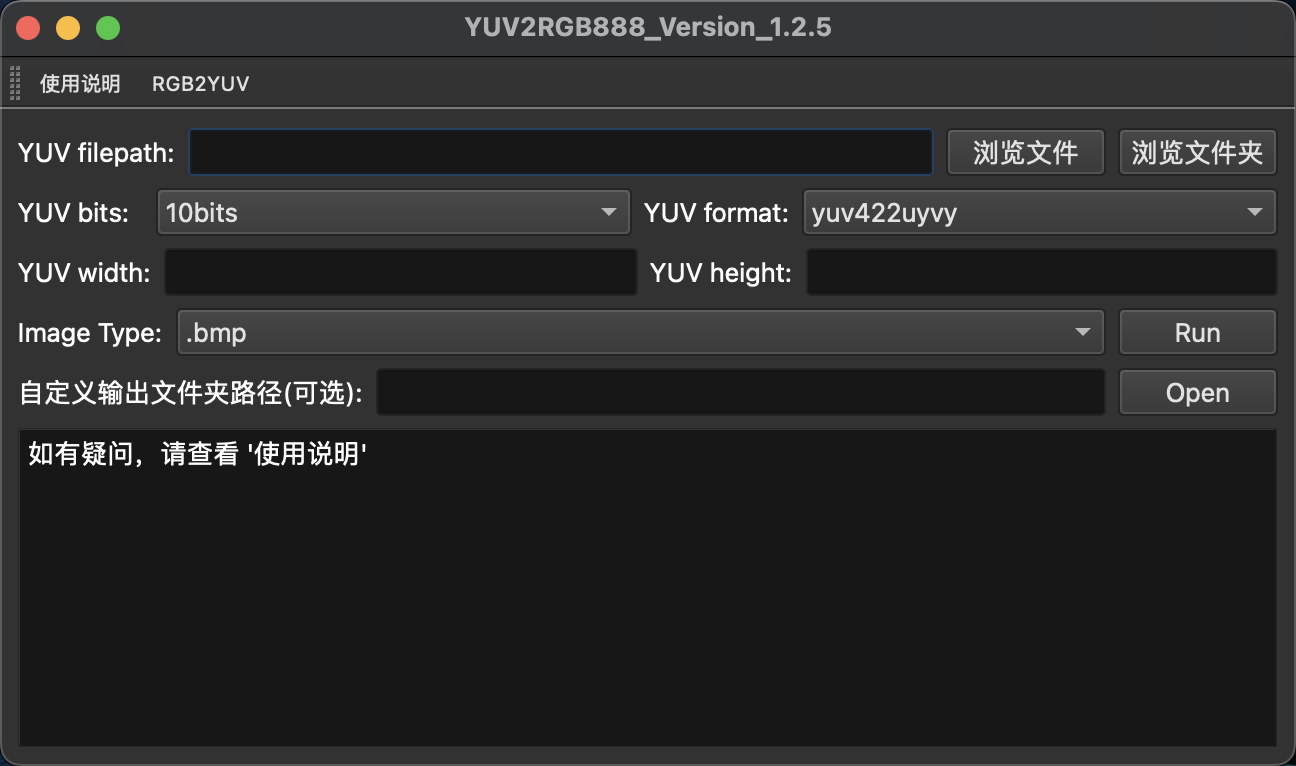 YUV2RGB888_Version_1.2.5
使用说明 RGB2YUV
YUV filepath: 浏览文件 浏览文件夹
YUV bits: 10bits YUV format: yuv422uyvy
YUV width: YUV height:
Image Type: .bmp Run
自定义输出文件夹路径(可选): Open
如有疑问，请查看 '使用说明'